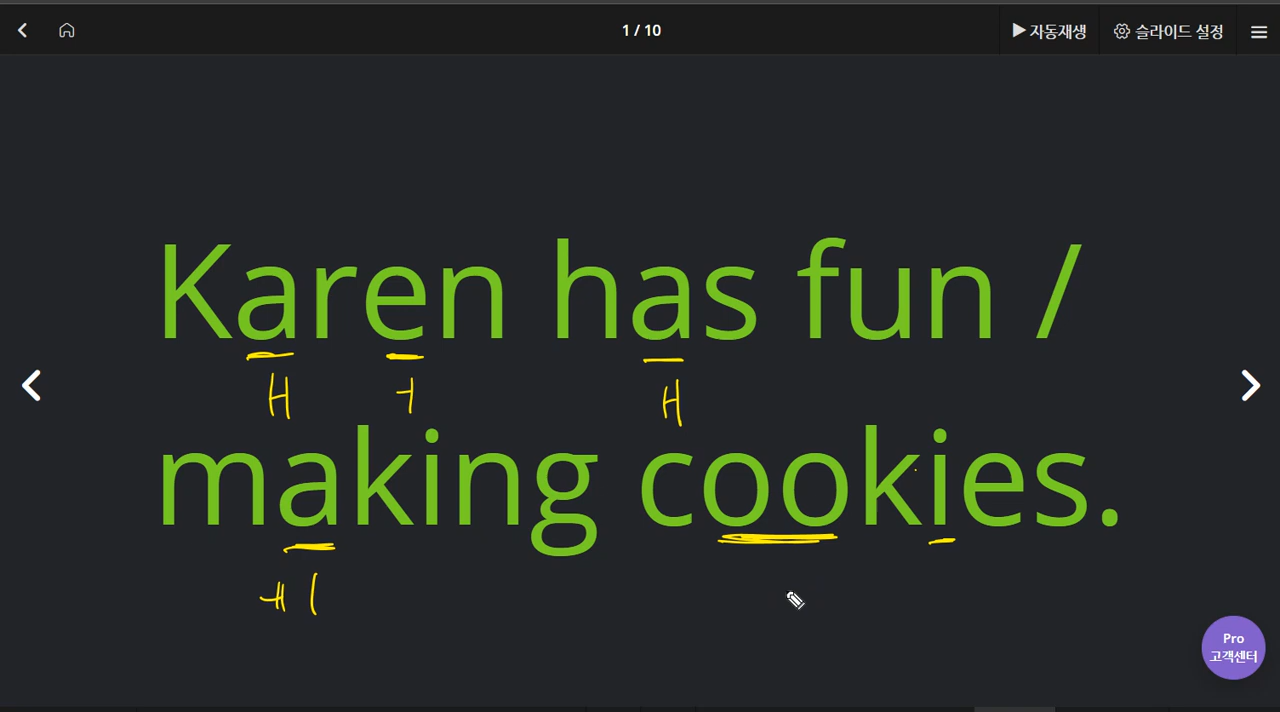 1 / 10
▶ 자동재생
슬라이드 설정
Karen has fun /
ㅐ ㅓ ㅐ
making cookies.
ㅔㅣ
Pro
고객센터